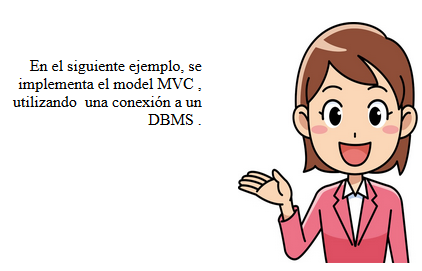 En el siguiente ejemplo, se
implementa el model MVC ,
utilizando  una conexión a un
DBMS .